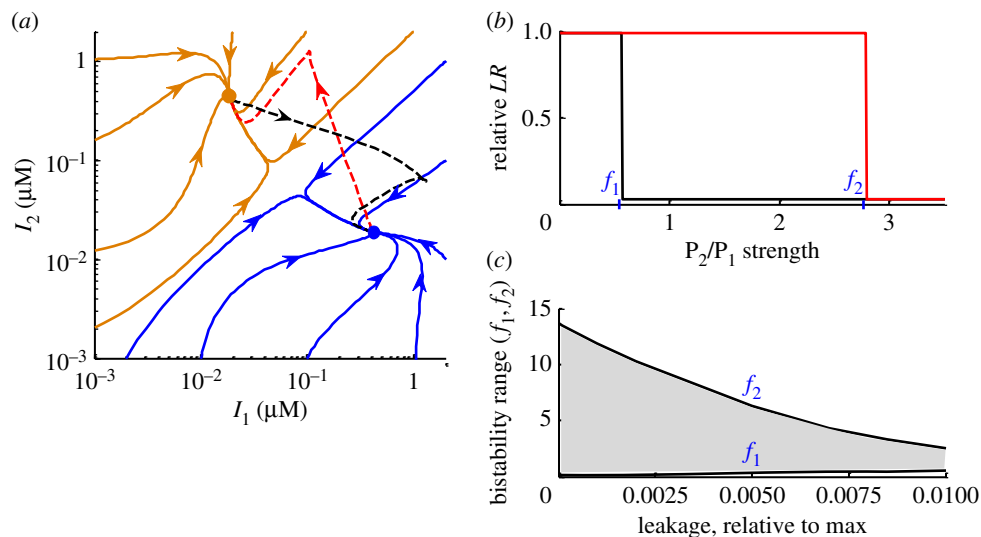 (a)
1
10⁻¹
10⁻²
10⁻³
I₂ (μM)
10⁻³
10⁻²
10⁻¹
1
I₁ (μM)
(b)
1.0
0.5
0
relative LR
f₁
f₂
1
2
3
P₂/P₁ strength
(c)
15
10
5
bistability range (f₁, f₂)
f₂
f₁
0
0.0025
0.0050
0.0075
0.0100
leakage, relative to max